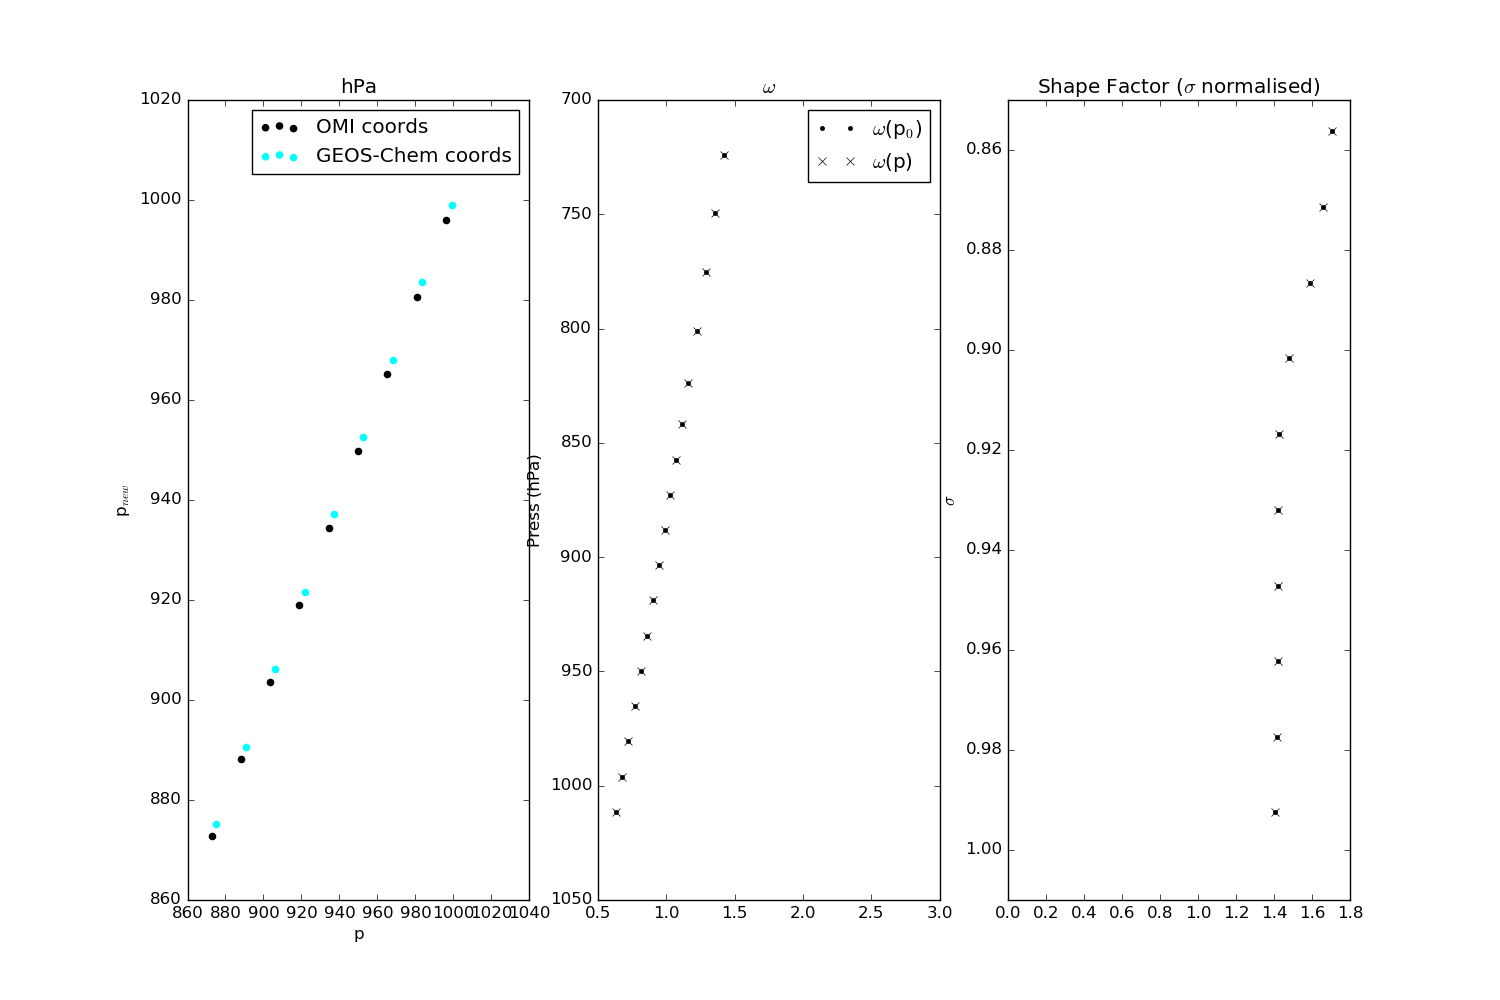 hPa
1020
1000
980
960
940
920
900
880
860
860 880 900 920 940 960 980 1000 1020 1040
p
p_new
OMI coords
GEOS-Chem coords
ω
700
750
800
850
900
950
1000
1050
0.5 1.0 1.5 2.0 2.5 3.0
Press (hPa)
ω(p₀)
ω(p)
Shape Factor (σ normalised)
0.86
0.88
0.90
0.92
0.94
0.96
0.98
1.00
0.0 0.2 0.4 0.6 0.8 1.0 1.2 1.4 1.6 1.8
σ